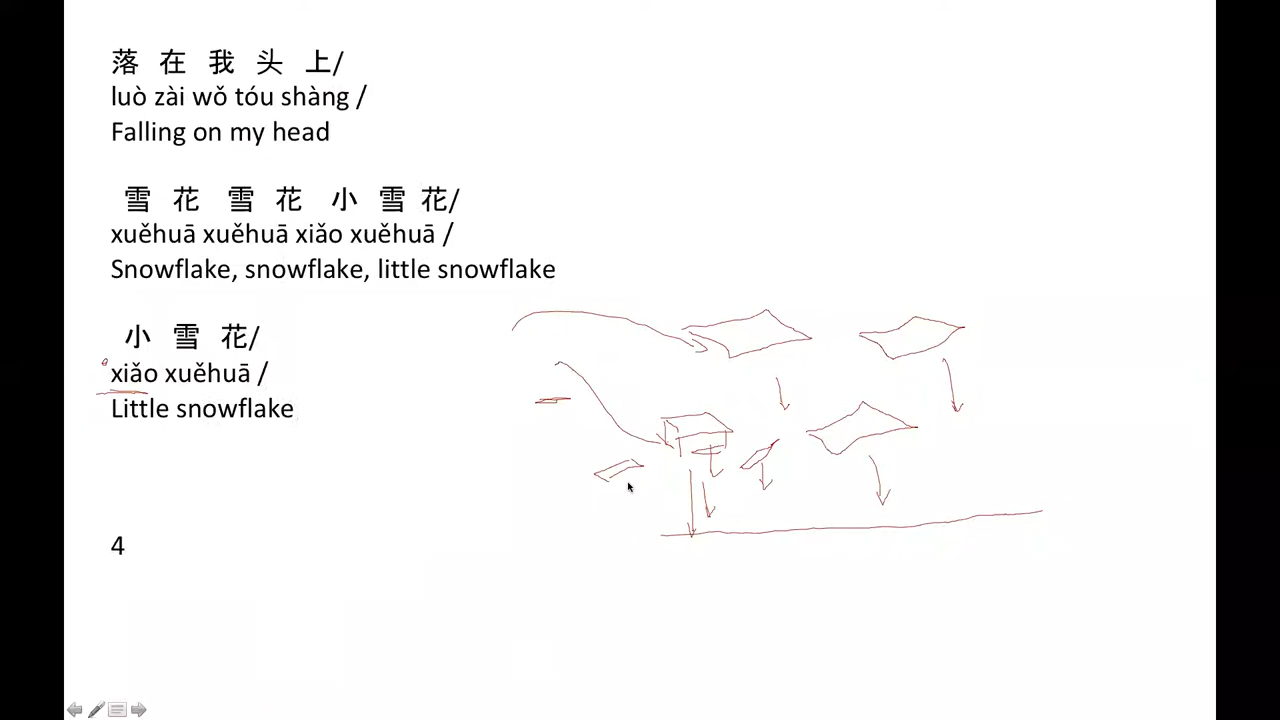 落 在 我 头 上/
luò zài wǒ tóu shàng /
Falling on my head
雪 花 雪 花 小 雪 花/
xuěhuā xuěhuā xiǎo xuěhuā /
Snowflake, snowflake, little snowflake
小 雪 花/
xiǎo xuěhuā /
Little snowflake
4